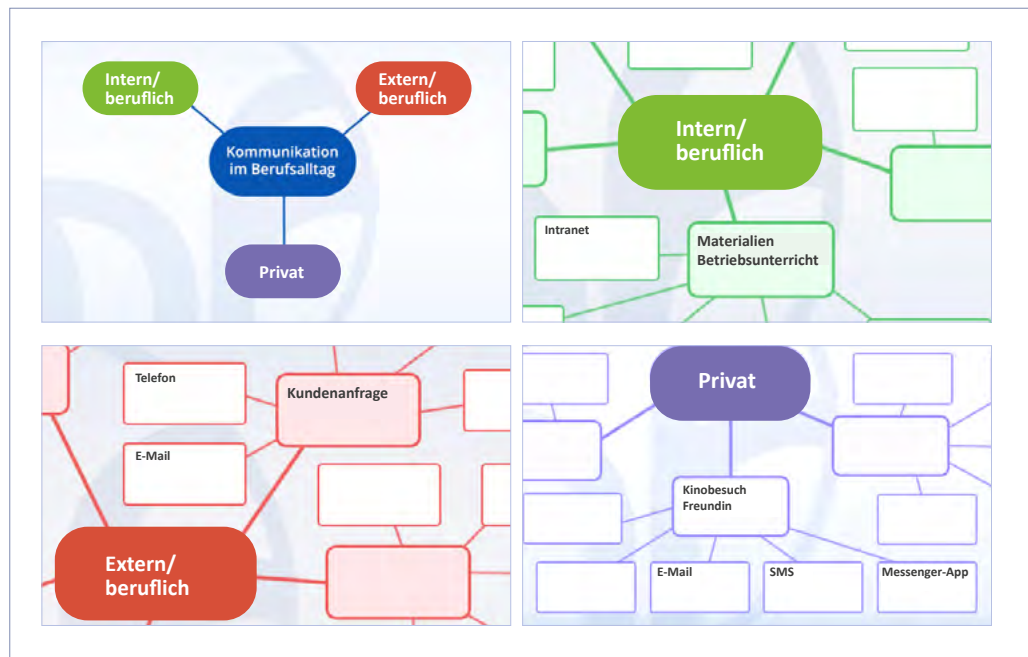 Intern/
beruflich
Extern/
beruflich
Kommunikation
im Berufsalltag
Privat
Intern/
beruflich
Intranet
Materialien
Betriebsunterricht
Telefon
Kundenanfrage
E-Mail
Extern/
beruflich
Privat
Kinobesuch
Freundin
E-Mail
SMS
Messenger-App